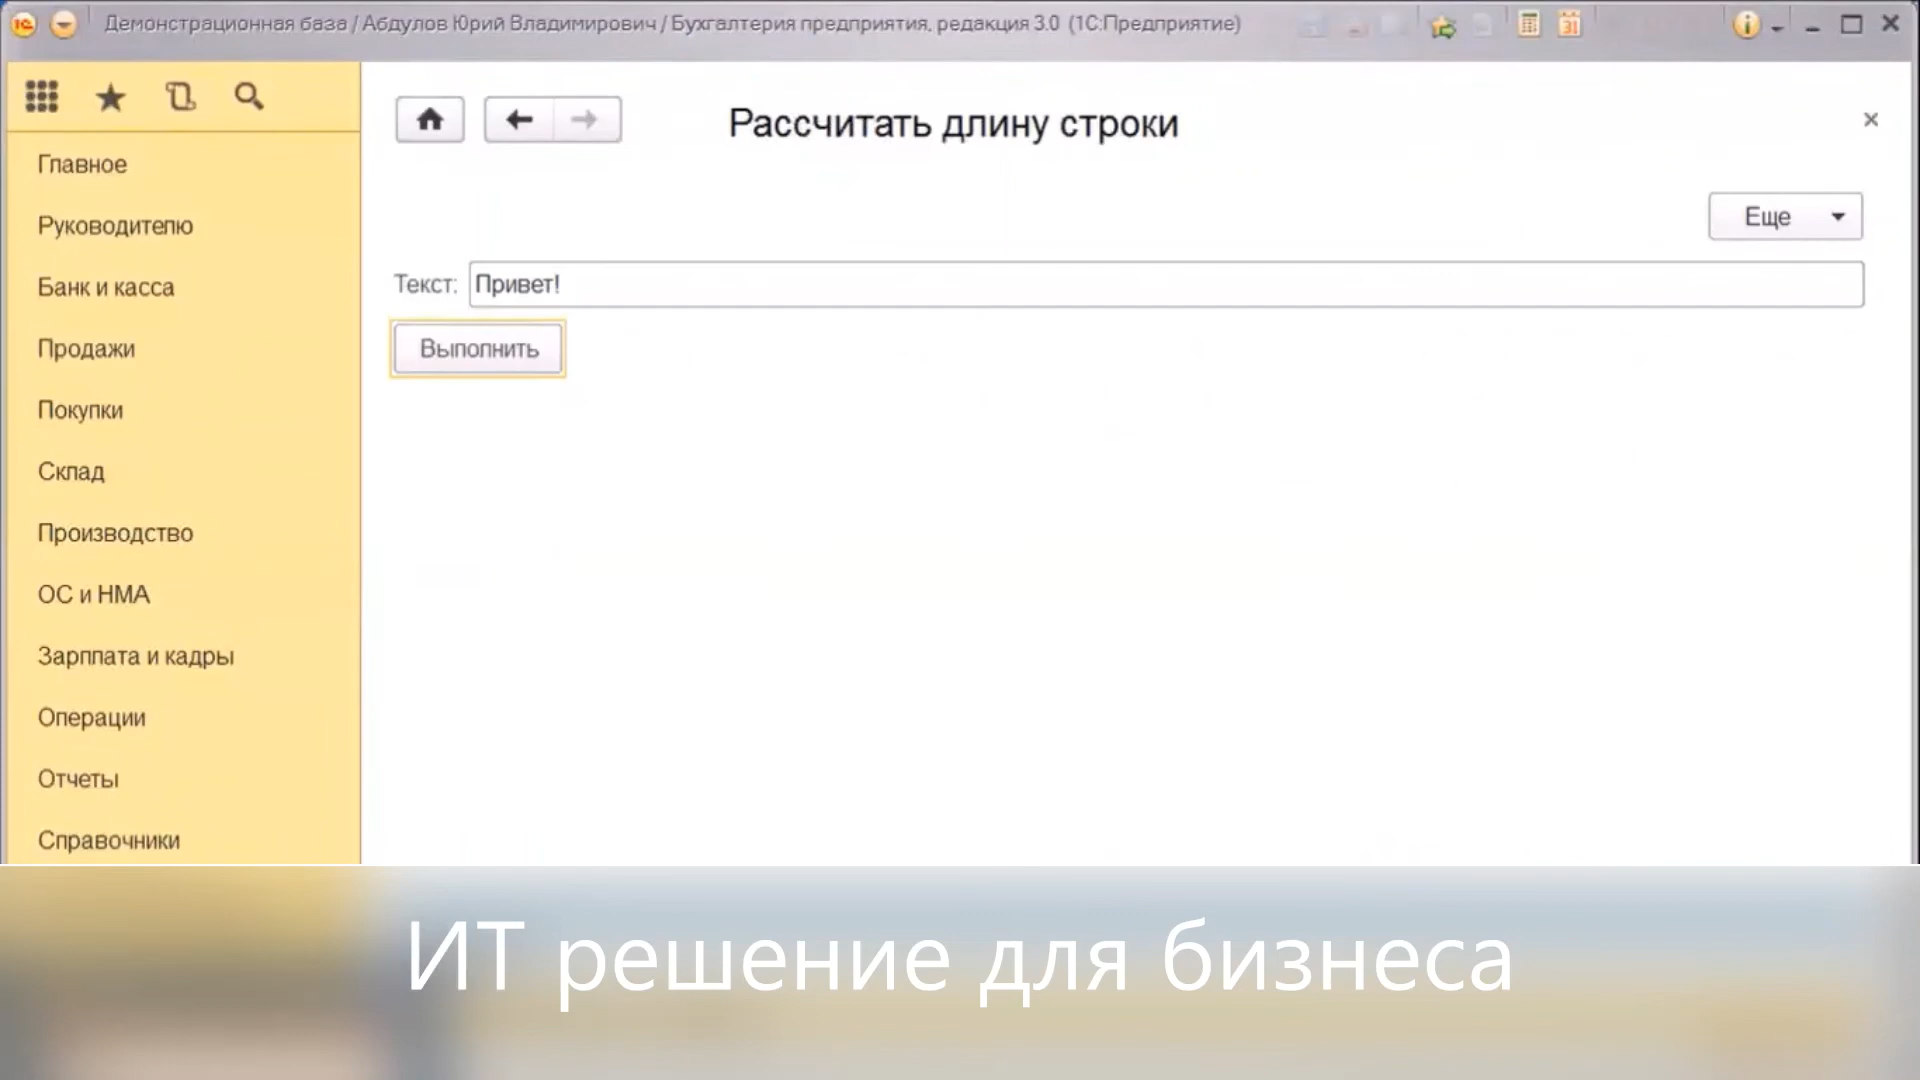 Демонстрационная база / Абдулов Юрий Владимирович / Бухгалтерия предприятия, редакция 3.0 (1С:Предприятие)
31
Рассчитать длину строки
Еще
Текст: Привет!
Выполнить
Главное
Руководителю
Банк и касса
Продажи
Покупки
Склад
Производство
ОС и НМА
Зарплата и кадры
Операции
Отчеты
Справочники
ИТ решение для бизнеса